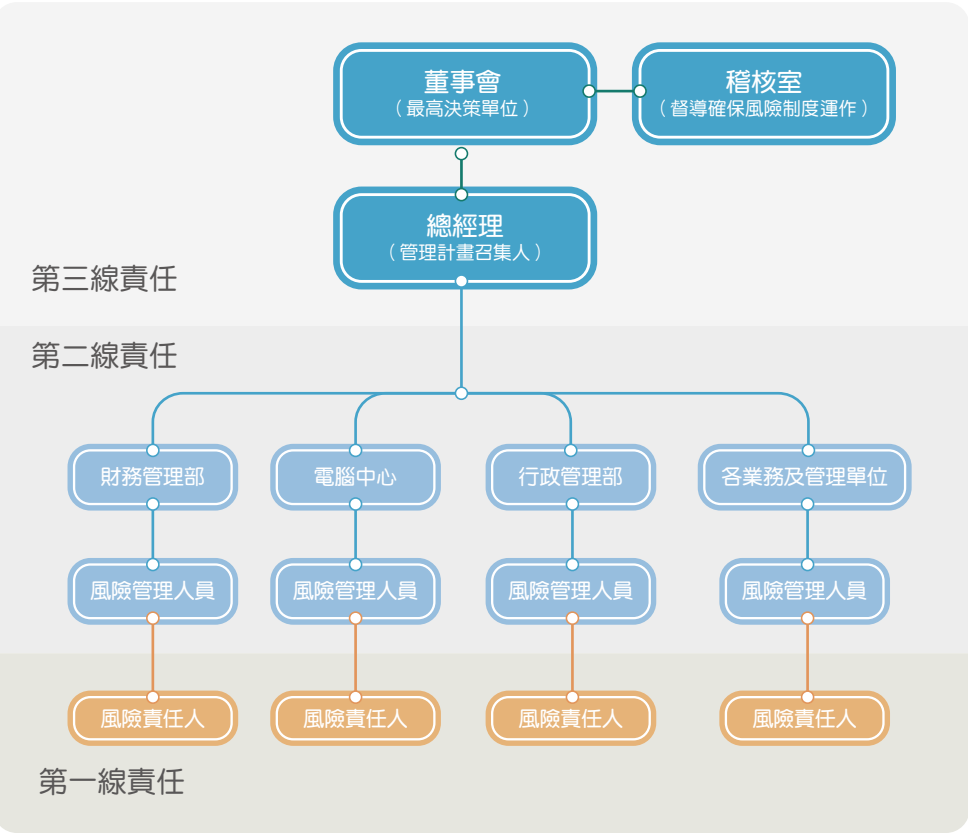 董事會
（最高決策單位）
稽核室
（督導確保風險制度運作）
總經理
（管理計畫召集人）
第三線責任
第二線責任
財務管理部
電腦中心
行政管理部
各業務及管理單位
風險管理人員
風險管理人員
風險管理人員
風險管理人員
風險責任人
風險責任人
風險責任人
風險責任人
第一線責任